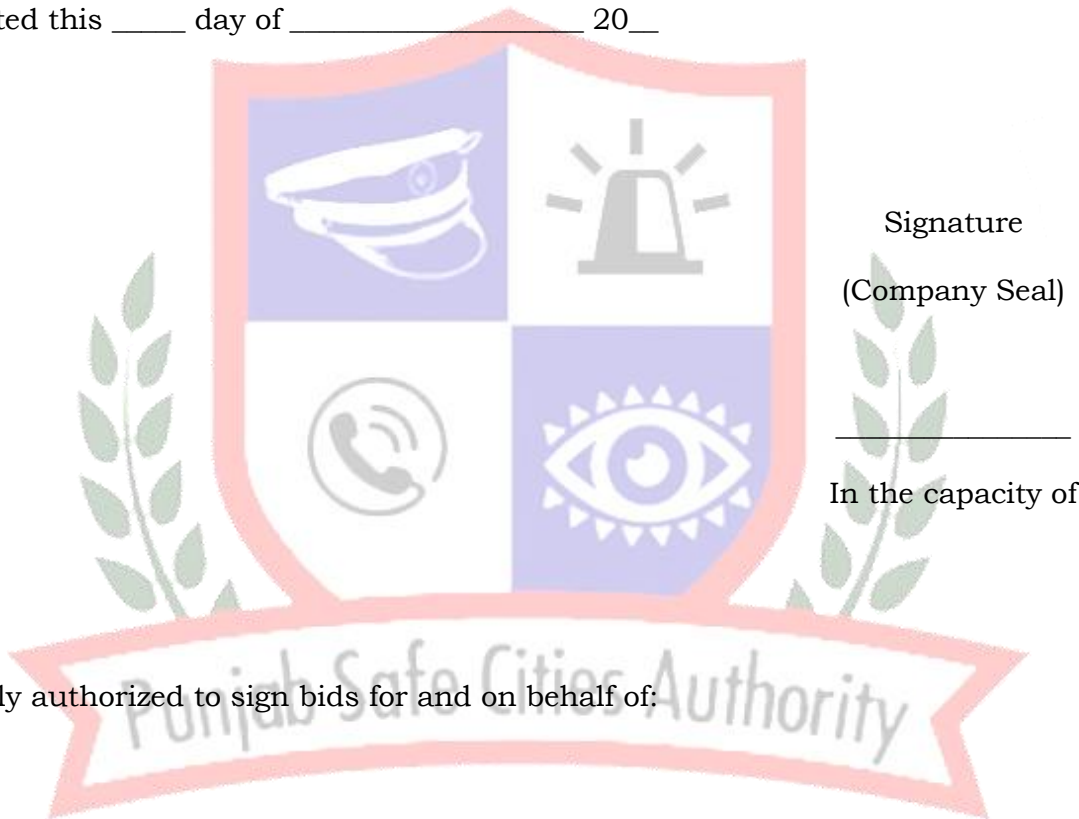 ted this _____ day of ____________________ 20__
Signature
(Company Seal)
________________
In the capacity of
ly authorized to sign bids for and on behalf of:
Punjab Safe Cities Authority